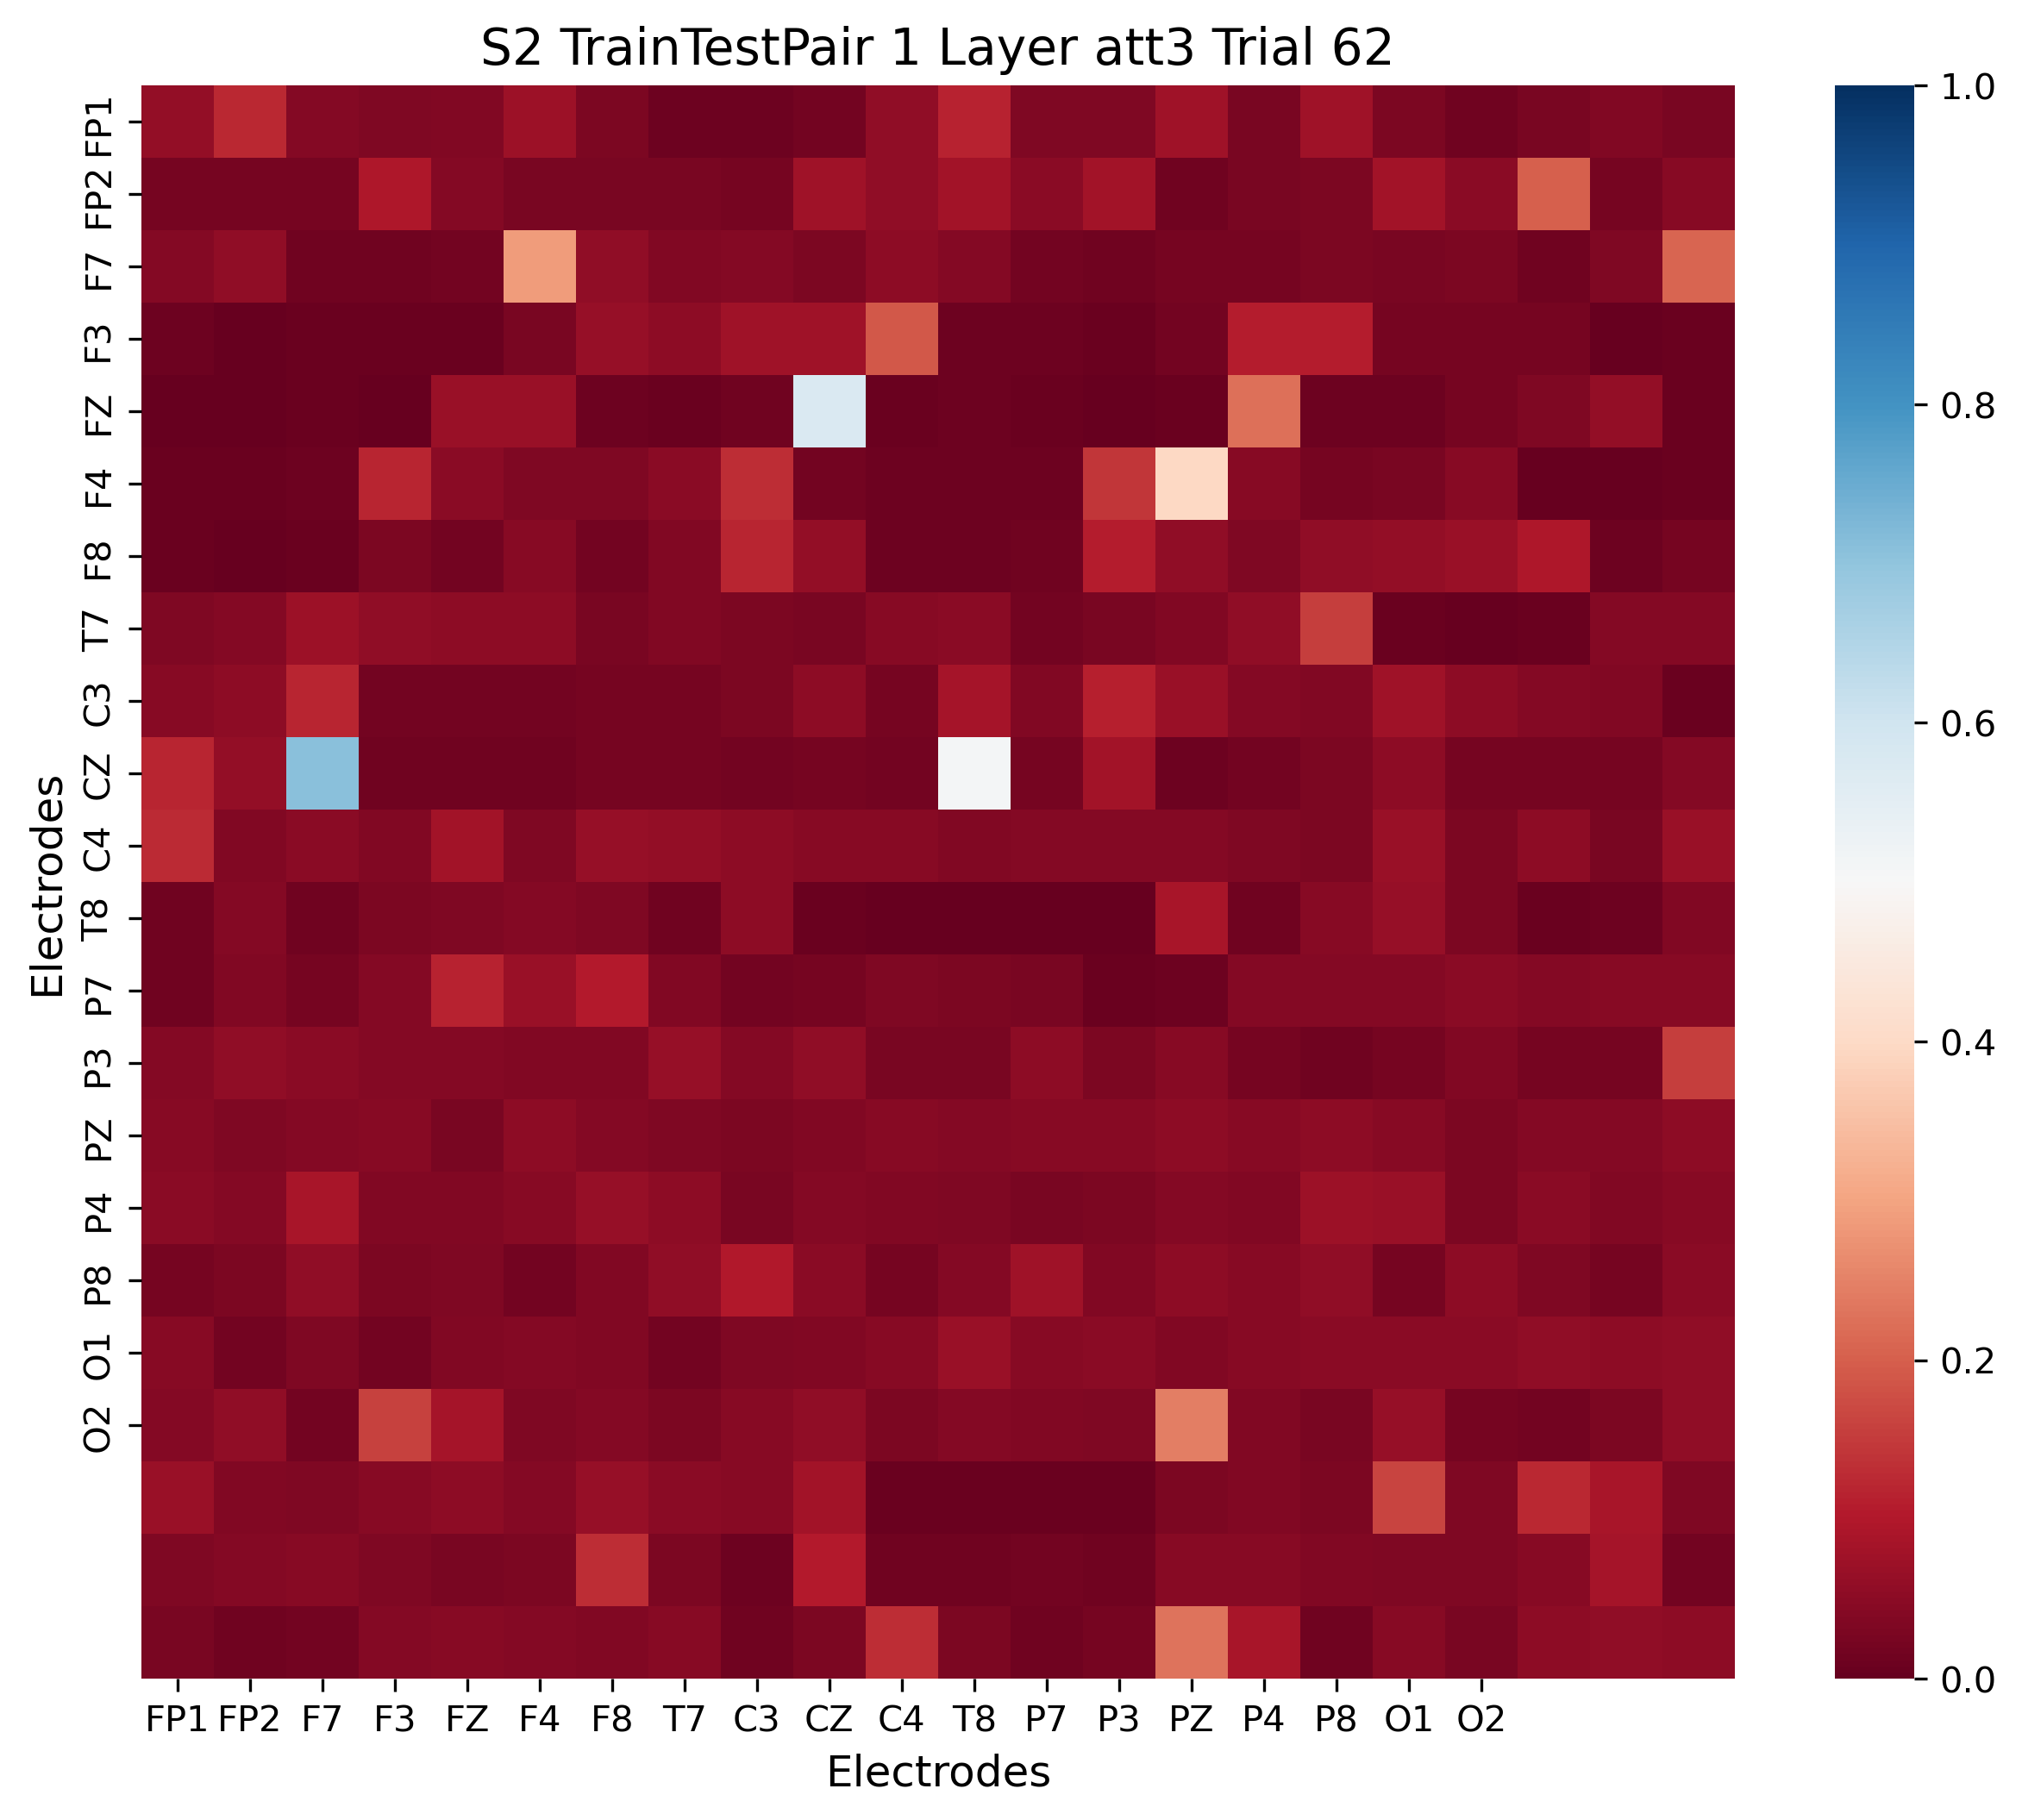 S2 TrainTestPair 1 Layer att3 Trial 62
Electrodes
FP1
FP2
F7
F3
FZ
F4
F8
T7
C3
CZ
C4
T8
P7
P3
PZ
P4
P8
O1
O2
FP1 FP2 F7 F3 FZ F4 F8 T7 C3 CZ C4 T8 P7 P3 PZ P4 P8 O1 O2
Electrodes
1.0
0.8
0.6
0.4
0.2
0.0